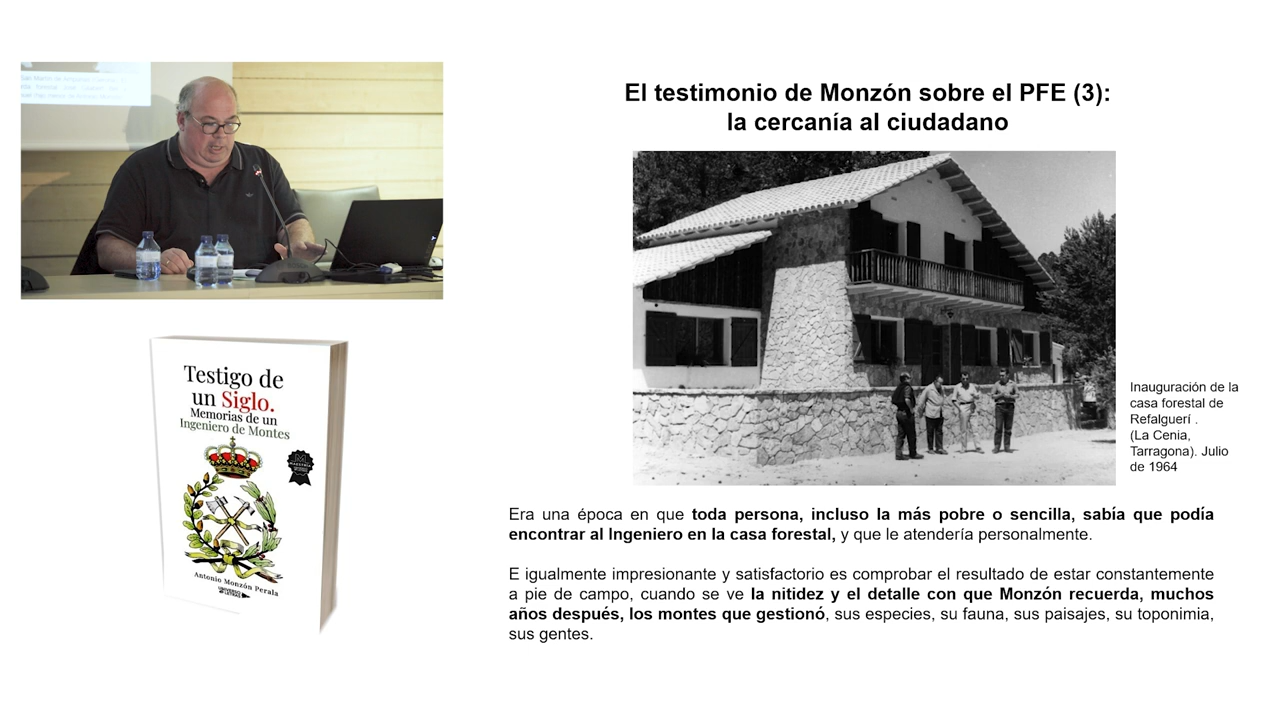 El testimonio de Monzón sobre el PFE (3):
la cercanía al ciudadano
Testigo de
un Siglo.
Memorias de un
Ingeniero de Montes
MAESTRÍA
Antonio Monzón Perala
UNIVERSO
DE LETRAS
Inauguración de la
casa forestal de
Refalguerí .
(La Cenia,
Tarragona). Julio
de 1964
Era una época en que toda persona, incluso la más pobre o sencilla, sabía que podía
encontrar al Ingeniero en la casa forestal, y que le atendería personalmente.
E igualmente impresionante y satisfactorio es comprobar el resultado de estar constantemente
a pie de campo, cuando se ve la nitidez y el detalle con que Monzón recuerda, muchos
años después, los montes que gestionó, sus especies, su fauna, sus paisajes, su toponimia,
sus gentes.